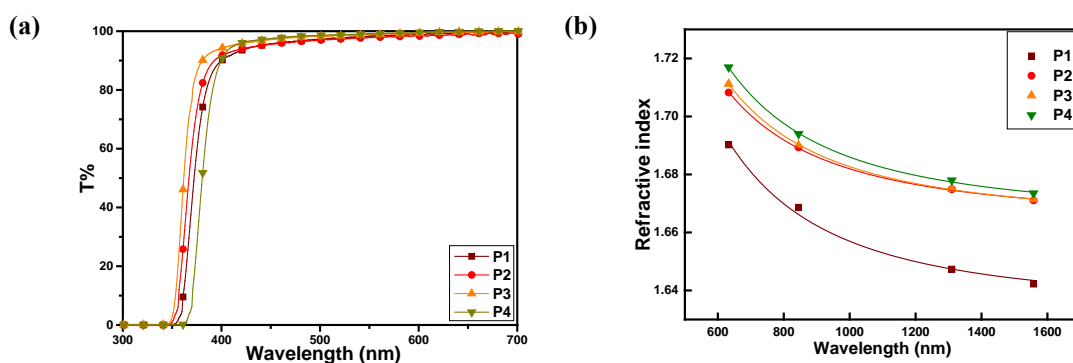 (a)
100
80
60
40
20
0
T%
300
400
500
600
700
Wavelength (nm)
P1
P2
P3
P4
(b)
1.72
1.70
1.68
1.66
1.64
Refractive index
600
800
1000
1200
1400
1600
Wavelength (nm)
P1
P2
P3
P4